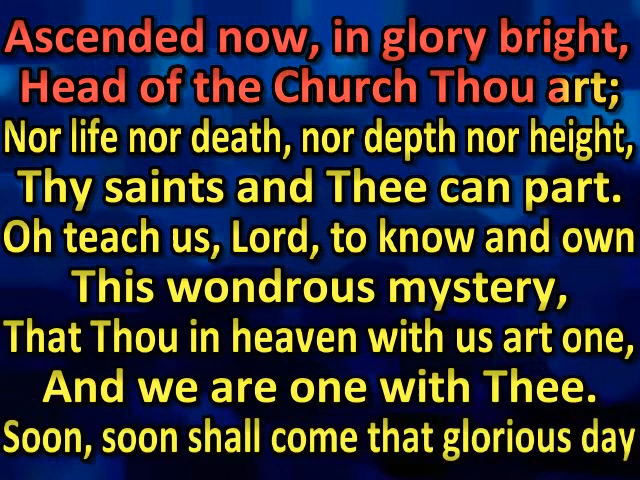 Ascended now, in glory bright,
Head of the Church Thou art;
Nor life nor death, nor depth nor height,
Thy saints and Thee can part.
Oh teach us, Lord, to know and own
This wondrous mystery,
That Thou in heaven with us art one,
And we are one with Thee.
Soon, soon shall come that glorious day